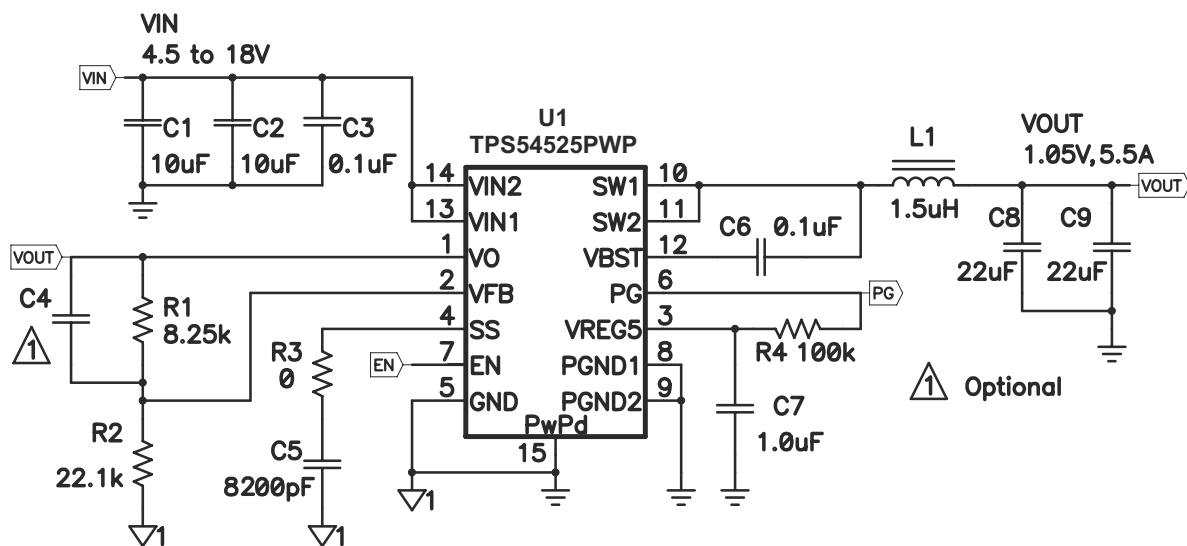 VIN
4.5 to 18V
VIN
C1
10uF
C2
10uF
C3
0.1uF
U1
TPS54525PWP
14
VIN2
13
VIN1
1
VO
2
VFB
4
SS
7
EN
5
GND
SW1
10
SW2
11
VBST
12
PG
6
VREG5
3
PGND1
8
PGND2
9
PwPd
15
VOUT
C4
1
R1
8.25k
R2
22.1k
1
R3
0
C5
8200pF
1
EN
1
C6
0.1uF
L1
1.5uH
VOUT
1.05V,5.5A
VOUT
C8
22uF
C9
22uF
PG
R4 100k
C7
1.0uF
1 Optional